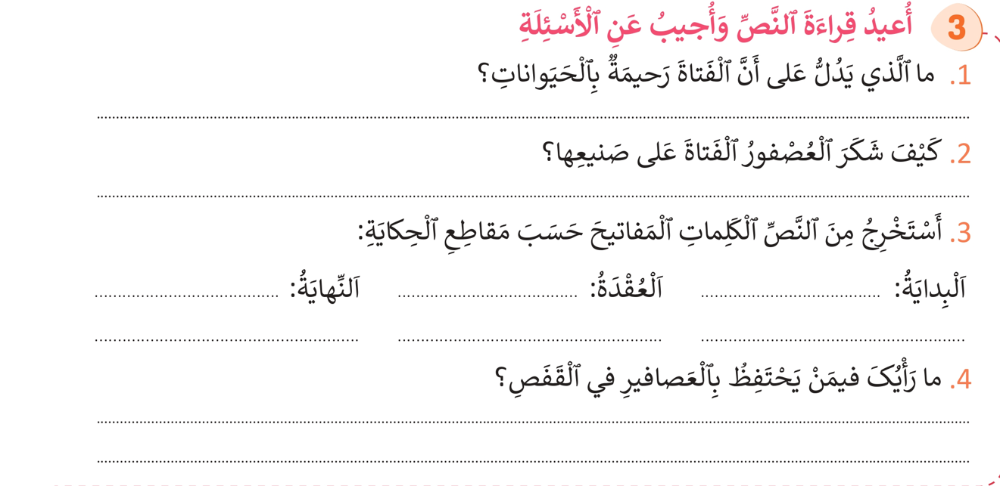 3 أُعيدُ قِراءَةَ ٱلنَّصِّ وَأُجيبُ عَنِ ٱلْأَسْئِلَةِ
1. ما ٱلَّذي يَدُلُّ عَلى أَنَّ ٱلْفَتاةَ رَحيمَةٌ بِٱلْحَيَواناتِ؟
2. كَيْفَ شَكَرَ ٱلْعُصْفورُ ٱلْفَتاةَ عَلى صَنيعِها؟
3. أَسْتَخْرِجُ مِنَ ٱلنَّصِّ ٱلْكَلِماتِ ٱلْمَفاتيحَ حَسَبَ مَقاطِعِ ٱلْحِكايَةِ:
اَلْبِدايَةُ: اَلْعُقْدَةُ: اَلنِّهايَةُ:
4. ما رَأْيُكَ فيمَنْ يَحْتَفِظُ بِٱلْعَصافيرِ في ٱلْقَفَصِ؟